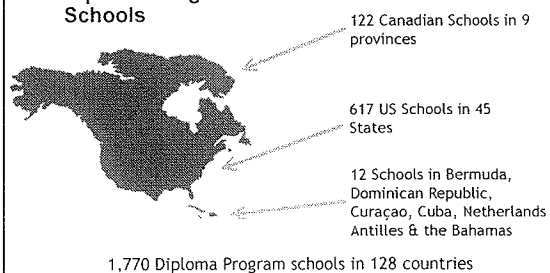 Schools
122 Canadian Schools in 9
provinces
617 US Schools in 45
States
12 Schools in Bermuda,
Dominican Republic,
Curaçao, Cuba, Netherlands
Antilles & the Bahamas
1,770 Diploma Program schools in 128 countries